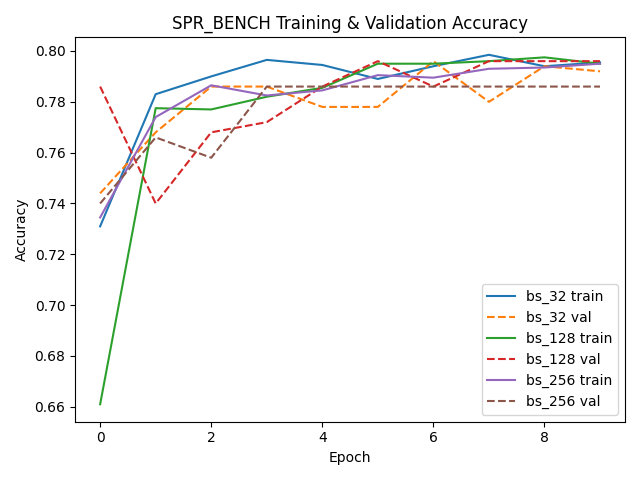 SPR_BENCH Training & Validation Accuracy
Accuracy
0.80
0.78
0.76
0.74
0.72
0.70
0.68
0.66
0
2
4
6
8
Epoch
bs_32 train
bs_32 val
bs_128 train
bs_128 val
bs_256 train
bs_256 val